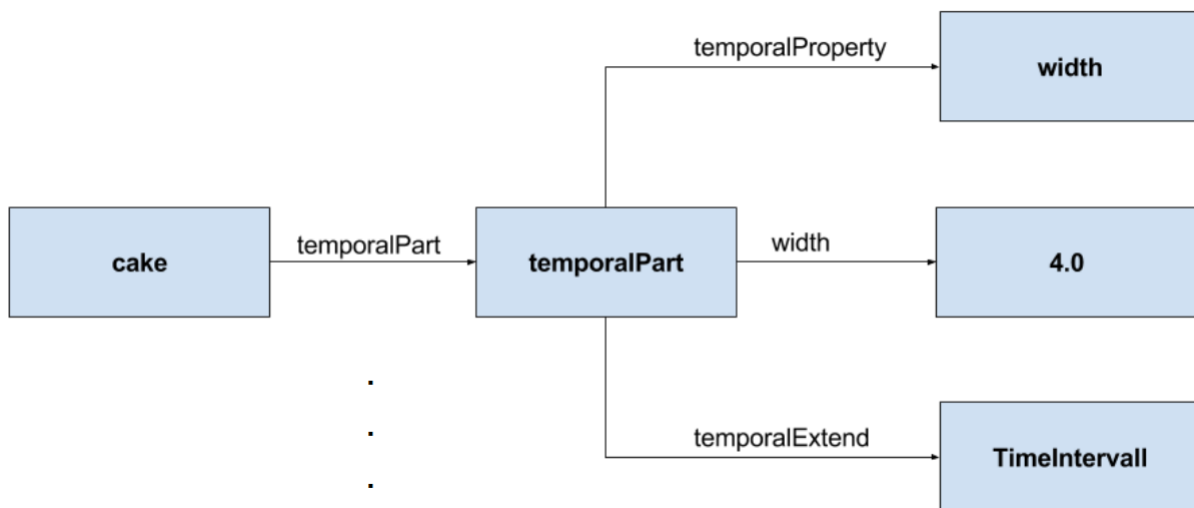 temporalProperty
width
cake
temporalPart
temporalPart
width
4.0
.
.
.
temporalExtend
TimeIntervall